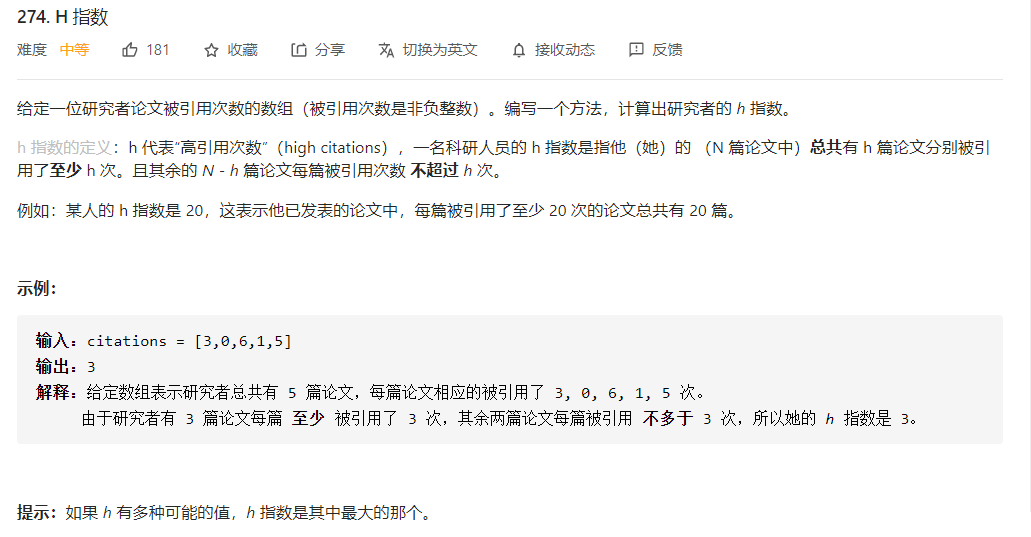 274. H 指数
难度 中等 181 收藏 分享 切换为英文 接收动态 反馈
给定一位研究者论文被引用次数的数组（被引用次数是非负整数）。编写一个方法，计算出研究者的 h 指数。
h 指数的定义：h 代表“高引用次数”（high citations），一名科研人员的 h 指数是指他（她）的 （N 篇论文中）总共有 h 篇论文分别被引
用了至少 h 次。且其余的 N - h 篇论文每篇被引用次数 不超过 h 次。
例如：某人的 h 指数是 20，这表示他已发表的论文中，每篇被引用了至少 20 次的论文总共有 20 篇。
示例：
输入：citations = [3,0,6,1,5]
输出：3
解释：给定数组表示研究者总共有 5 篇论文，每篇论文相应的被引用了 3, 0, 6, 1, 5 次。
由于研究者有 3 篇论文每篇 至少 被引用了 3 次，其余两篇论文每篇被引用 不多于 3 次，所以她的 h 指数是 3。
提示：如果 h 有多种可能的值，h 指数是其中最大的那个。